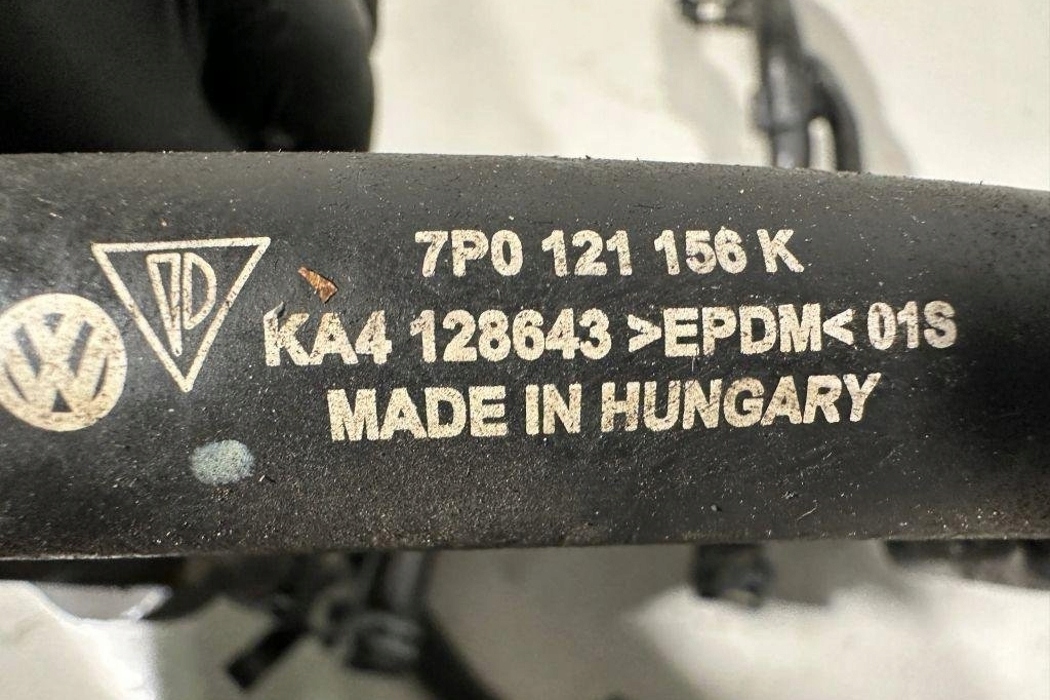 7P0 121 156 K
KA4 128643 >EPDM< 01S
MADE IN HUNGARY